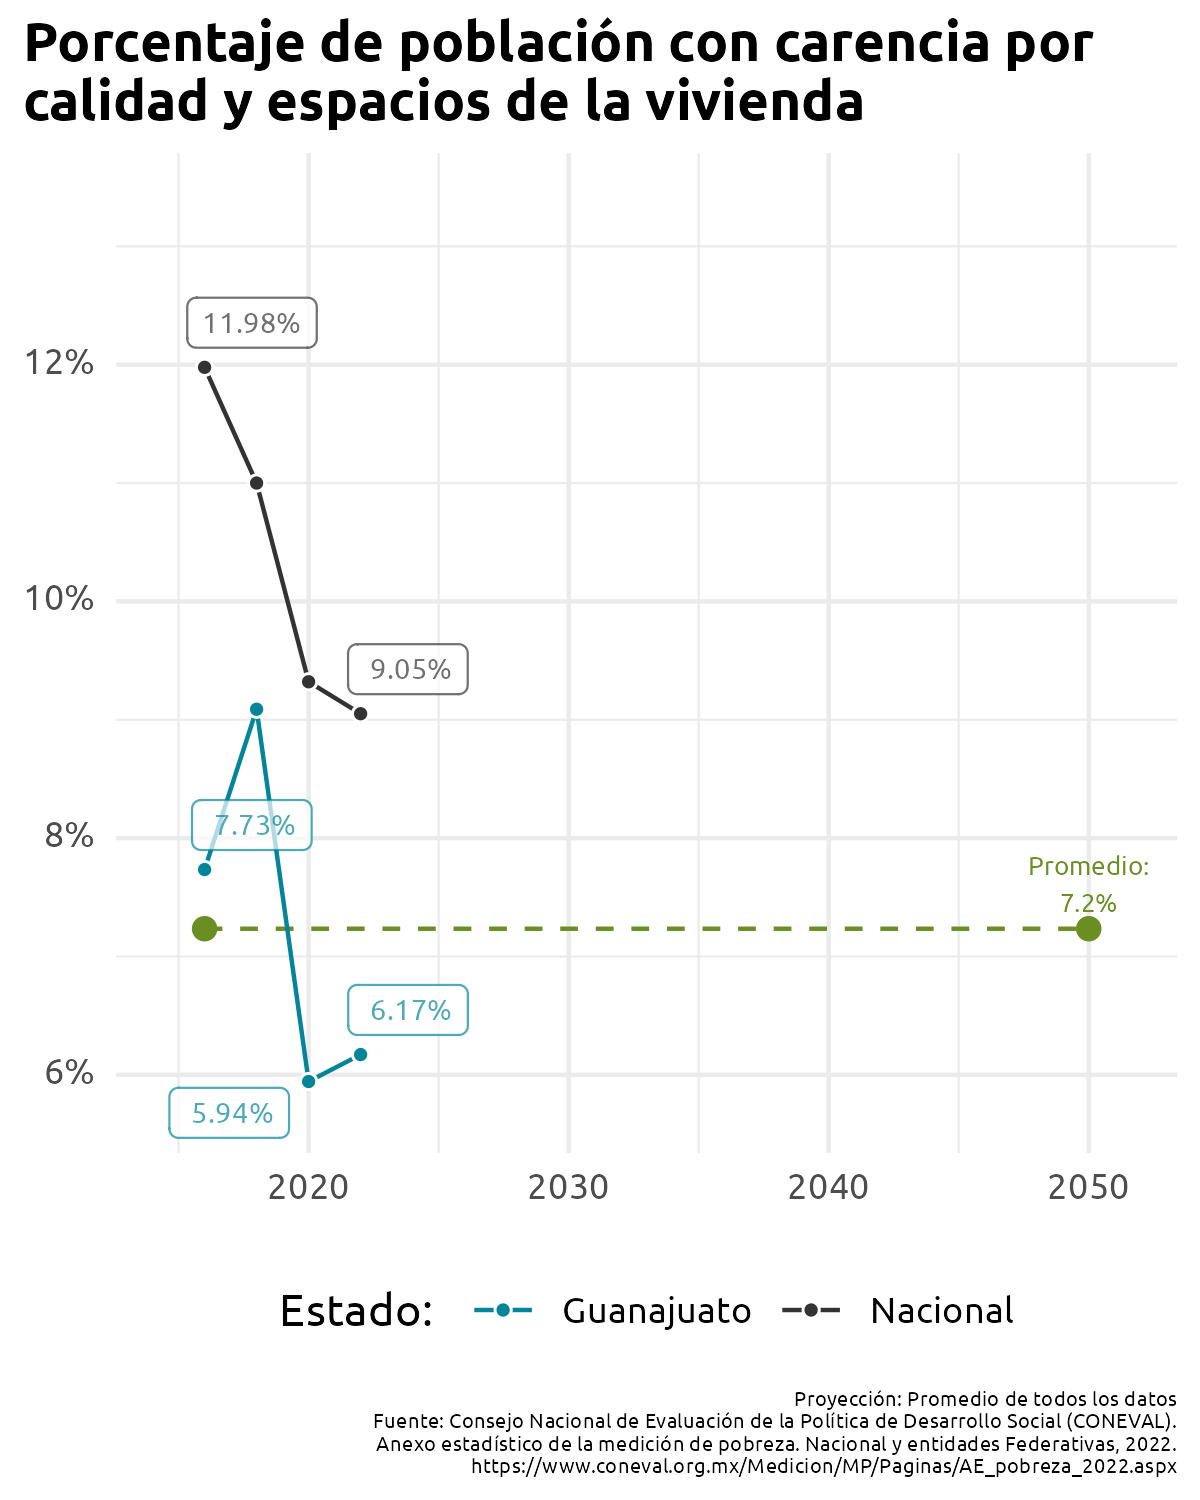 Porcentaje de población con carencia por
calidad y espacios de la vivienda
11.98%
12%
10%
9.05%
7.73%
8%
Promedio:
7.2%
6.17%
6%
5.94%
2020 2030 2040 2050
Estado: Guanajuato Nacional
Proyección: Promedio de todos los datos
Fuente: Consejo Nacional de Evaluación de la Política de Desarrollo Social (CONEVAL).
Anexo estadístico de la medición de pobreza. Nacional y entidades Federativas, 2022.
https://www.coneval.org.mx/Medicion/MP/Paginas/AE_pobreza_2022.aspx